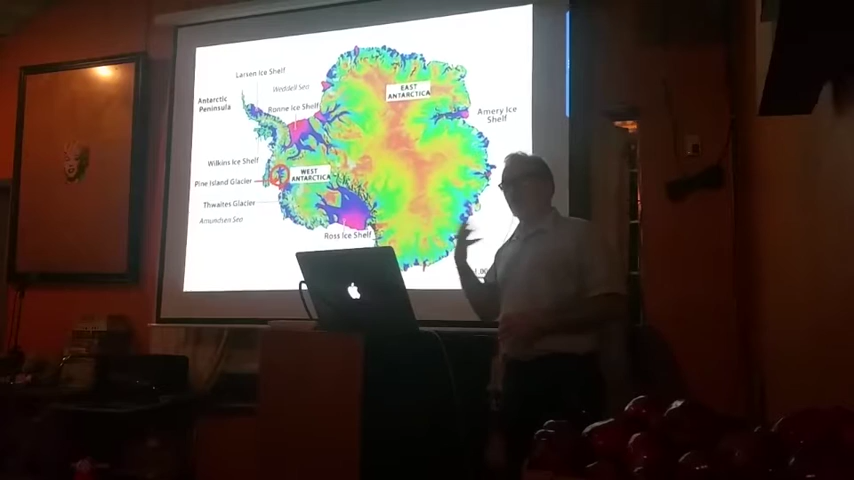 Larsen Ice Shelf
Weddell Sea
EAST
ANTARCTICA
Antarctic
Peninsula
Ronne Ice Shelf
Amery Ice
Shelf
Wilkins Ice Shelf
WEST
ANTARCTICA
Pine Island Glacier
Thwaites Glacier
Amundsen Sea
Ross Ice Shelf